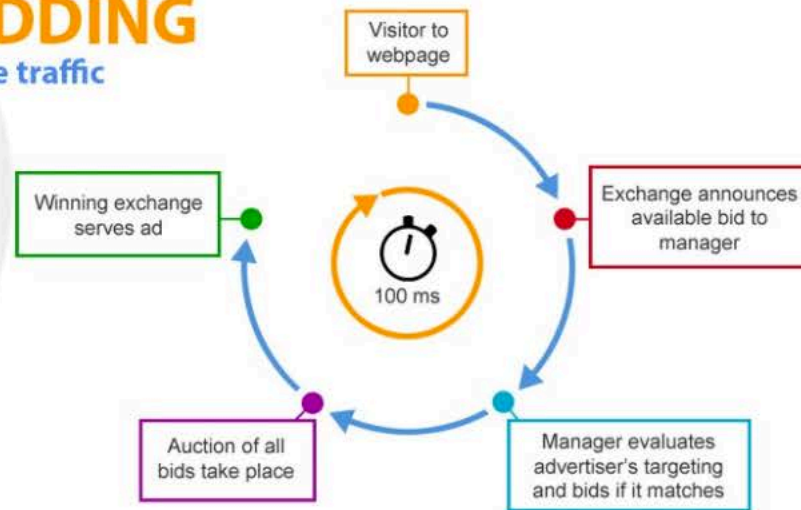 DDING
e traffic
Visitor to
webpage
Exchange announces
available bid to
manager
Manager evaluates
advertiser's targeting
and bids if it matches
Auction of all
bids take place
Winning exchange
serves ad
100 ms